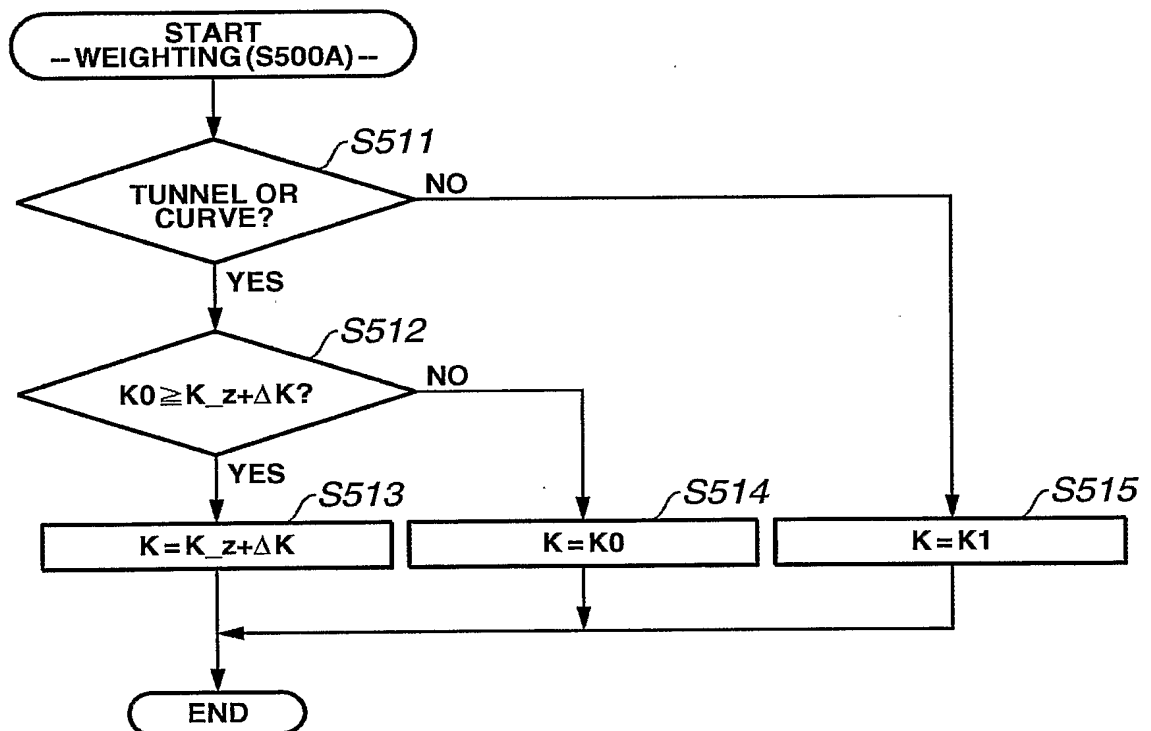 START
-- WEIGHTING (S500A) --
S511
TUNNEL OR
CURVE?
NO
YES
S512
K0≧K_z+ΔK?
NO
YES
S513
K=K_z+ΔK
S514
K=K0
S515
K=K1
END